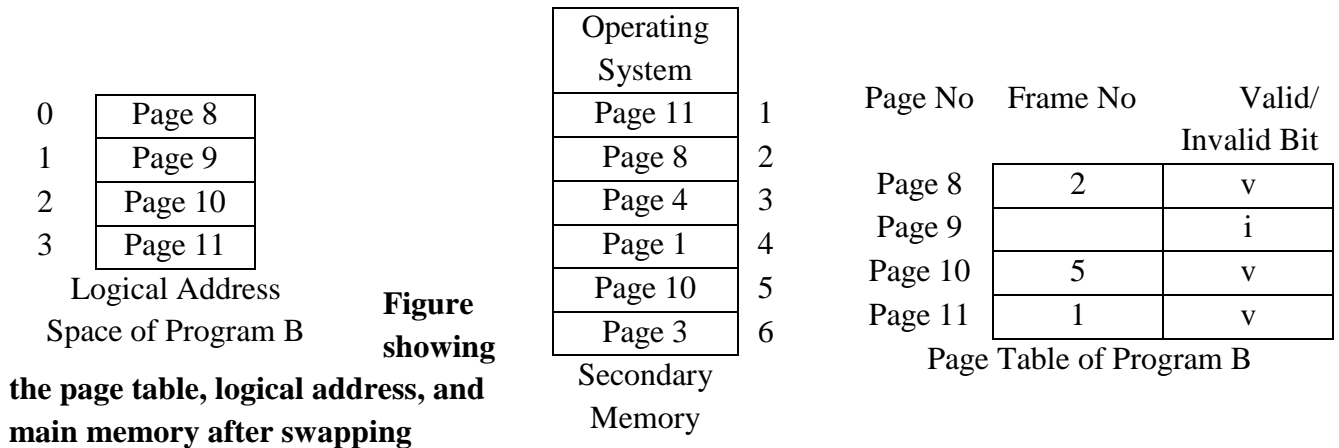 0 Page 8
1 Page 9
2 Page 10
3 Page 11
Logical Address
Space of Program B
Figure
showing
the page table, logical address, and
main memory after swapping
Operating
System
Page 11 1
Page 8 2
Page 4 3
Page 1 4
Page 10 5
Page 3 6
Secondary
Memory
Page No Frame No Valid/
Invalid Bit
Page 8 2 v
Page 9 i
Page 10 5 v
Page 11 1 v
Page Table of Program B